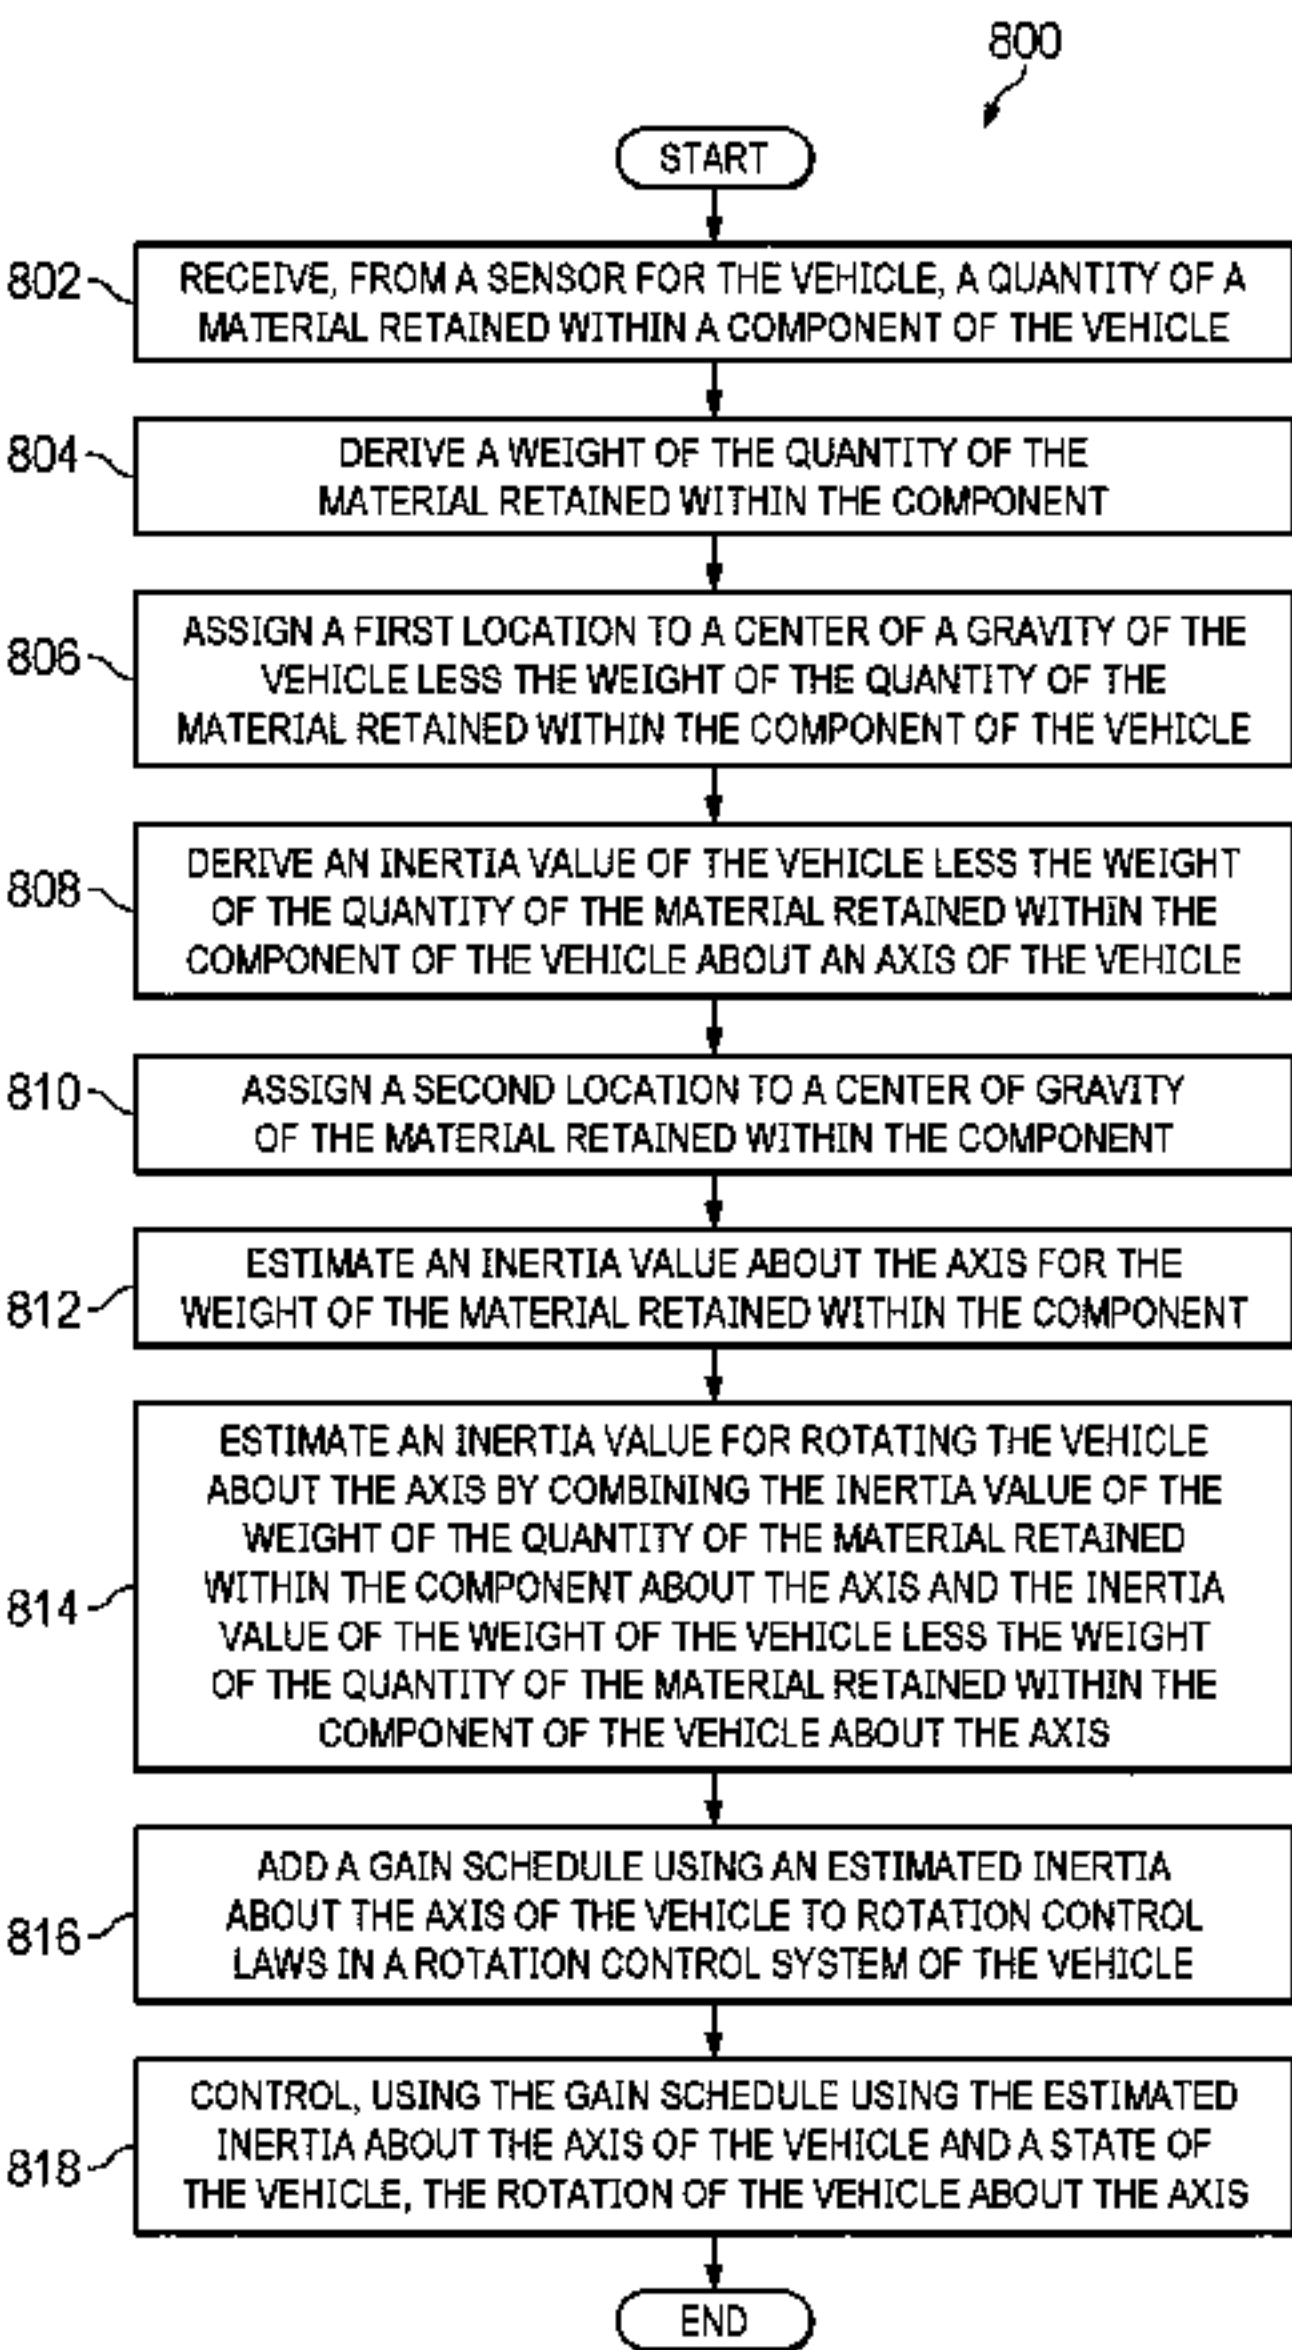 800
START
802
RECEIVE, FROM A SENSOR FOR THE VEHICLE, A QUANTITY OF A
MATERIAL RETAINED WITHIN A COMPONENT OF THE VEHICLE
804
DERIVE A WEIGHT OF THE QUANTITY OF THE
MATERIAL RETAINED WITHIN THE COMPONENT
806
ASSIGN A FIRST LOCATION TO A CENTER OF A GRAVITY OF THE
VEHICLE LESS THE WEIGHT OF THE QUANTITY OF THE
MATERIAL RETAINED WITHIN THE COMPONENT OF THE VEHICLE
808
DERIVE AN INERTIA VALUE OF THE VEHICLE LESS THE WEIGHT
OF THE QUANTITY OF THE MATERIAL RETAINED WITHIN THE
COMPONENT OF THE VEHICLE ABOUT AN AXIS OF THE VEHICLE
810
ASSIGN A SECOND LOCATION TO A CENTER OF GRAVITY
OF THE MATERIAL RETAINED WITHIN THE COMPONENT
812
ESTIMATE AN INERTIA VALUE ABOUT THE AXIS FOR THE
WEIGHT OF THE MATERIAL RETAINED WITHIN THE COMPONENT
814
ESTIMATE AN INERTIA VALUE FOR ROTATING THE VEHICLE
ABOUT THE AXIS BY COMBINING THE INERTIA VALUE OF THE
WEIGHT OF THE QUANTITY OF THE MATERIAL RETAINED
WITHIN THE COMPONENT ABOUT THE AXIS AND THE INERTIA
VALUE OF THE WEIGHT OF THE VEHICLE LESS THE WEIGHT
OF THE QUANTITY OF THE MATERIAL RETAINED WITHIN THE
COMPONENT OF THE VEHICLE ABOUT THE AXIS
816
ADD A GAIN SCHEDULE USING AN ESTIMATED INERTIA
ABOUT THE AXIS OF THE VEHICLE TO ROTATION CONTROL
LAWS IN A ROTATION CONTROL SYSTEM OF THE VEHICLE
818
CONTROL, USING THE GAIN SCHEDULE USING THE ESTIMATED
INERTIA ABOUT THE AXIS OF THE VEHICLE AND A STATE OF
THE VEHICLE, THE ROTATION OF THE VEHICLE ABOUT THE AXIS
END